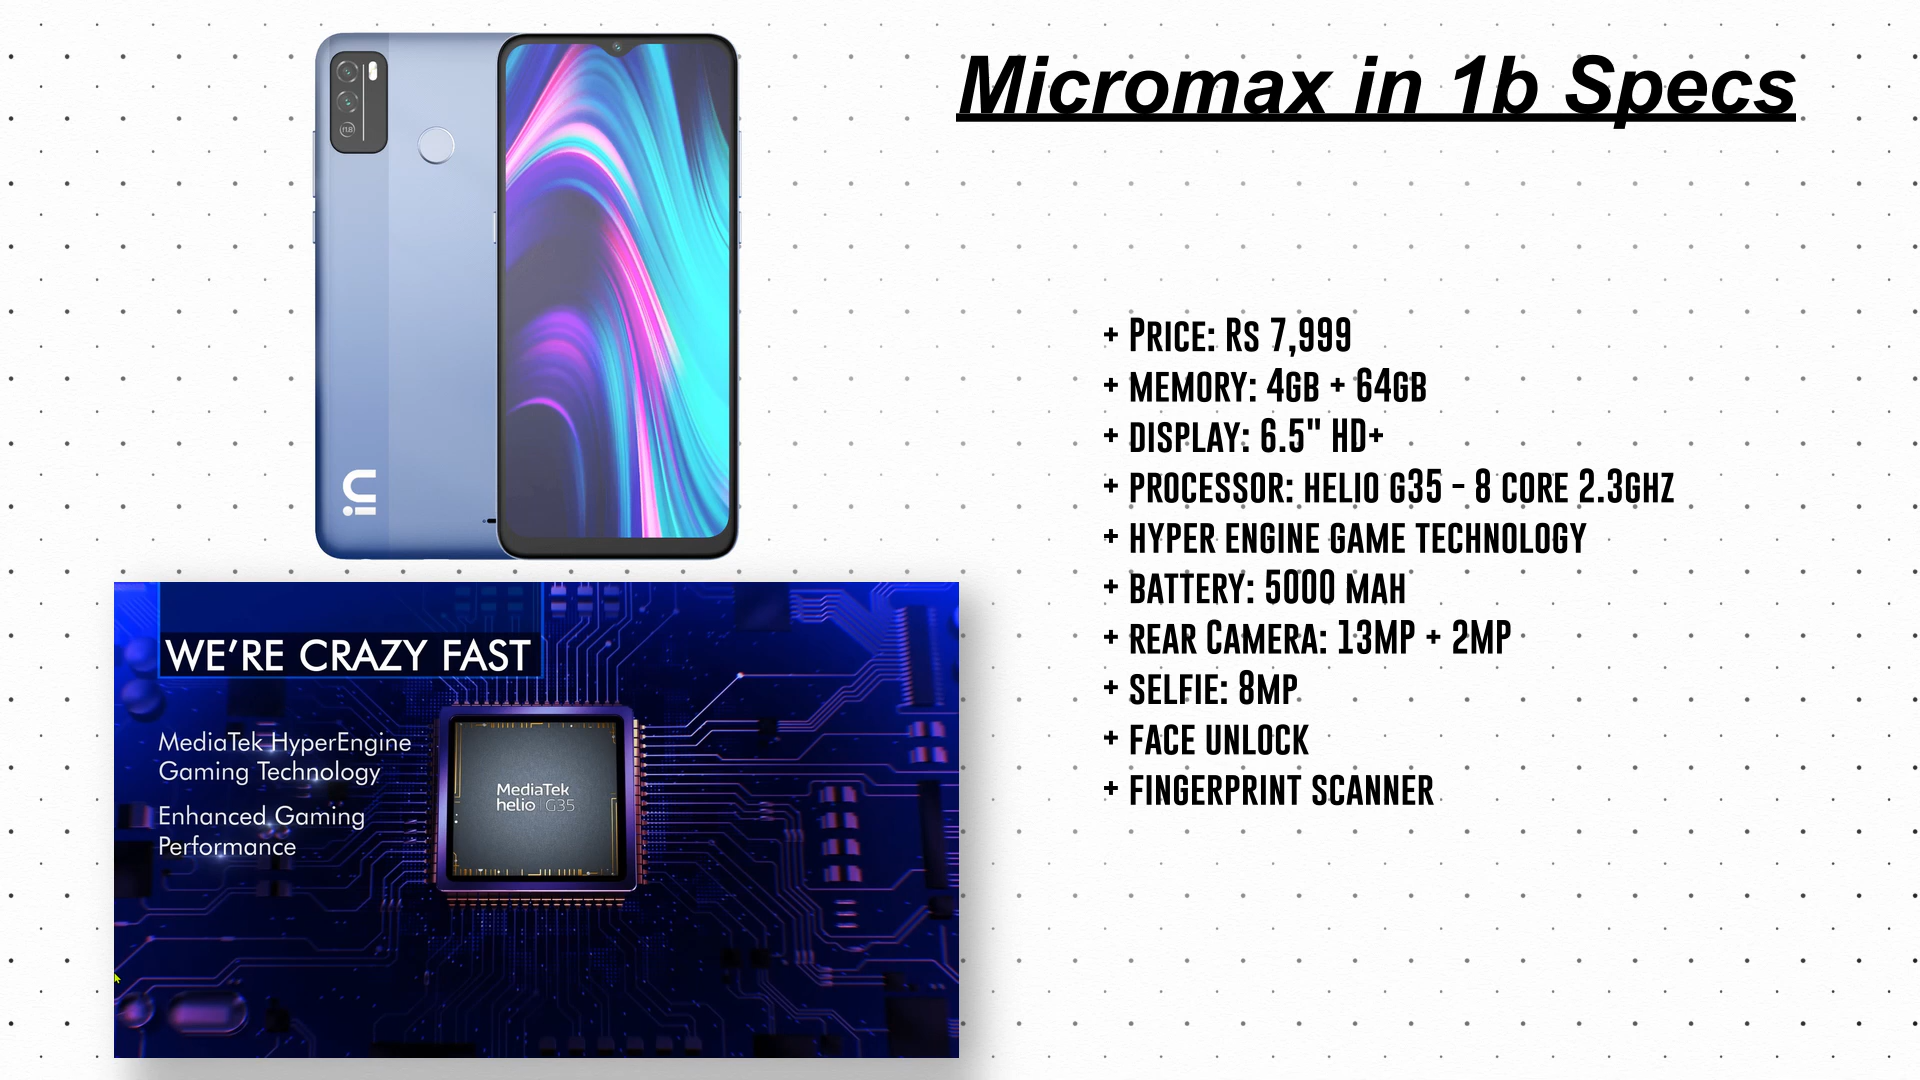 Micromax in 1b Specs
+ Price: Rs 7,999
+ MEMORY: 4GB + 64GB
+ DISPLAY: 6.5" HD+
+ PROCESSOR: HELIO G35 - 8 CORE 2.3GHZ
+ HYPER ENGINE GAME TECHNOLOGY
+ BATTERY: 5000 MAH
+ REAR CAMERA: 13MP + 2MP
+ SELFIE: 8MP
+ FACE UNLOCK
+ FINGERPRINT SCANNER
in
WE'RE CRAZY FAST
MediaTek HyperEngine
Gaming Technology
Enhanced Gaming
Performance
MediaTek
helio G35